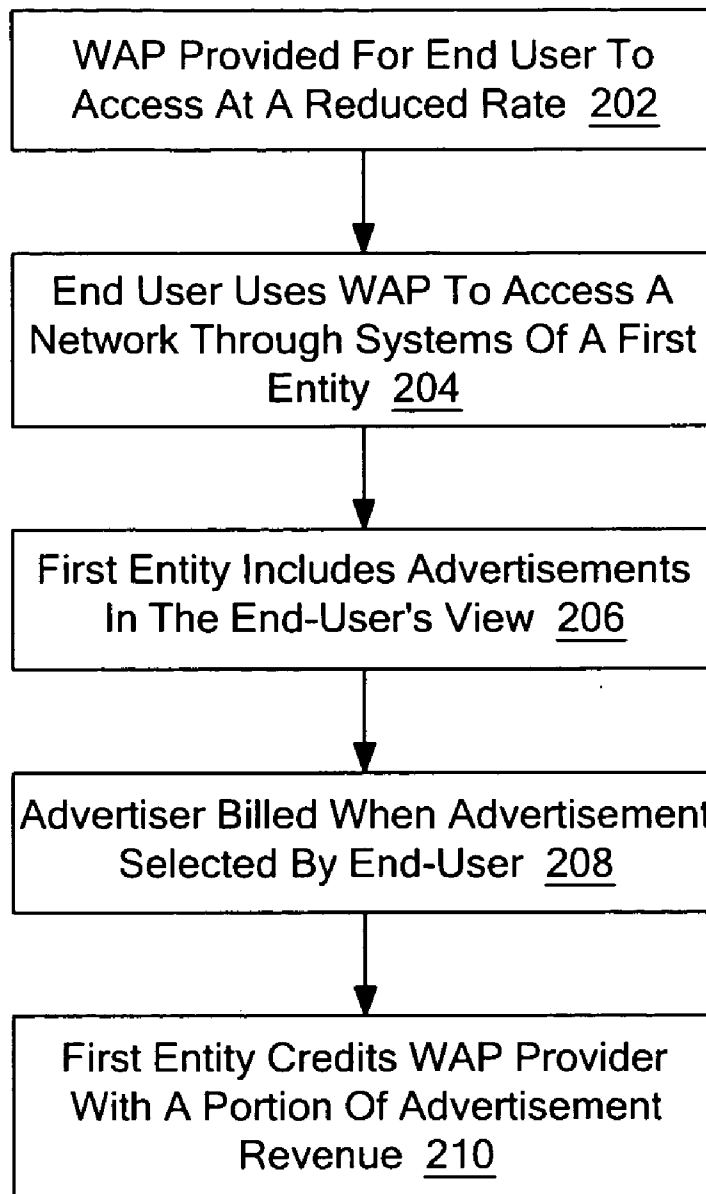 WAP Provided For End User To
Access At A Reduced Rate 202
End User Uses WAP To Access A
Network Through Systems Of A First
Entity 204
First Entity Includes Advertisements
In The End-User's View 206
Advertiser Billed When Advertisement
Selected By End-User 208
First Entity Credits WAP Provider
With A Portion Of Advertisement
Revenue 210